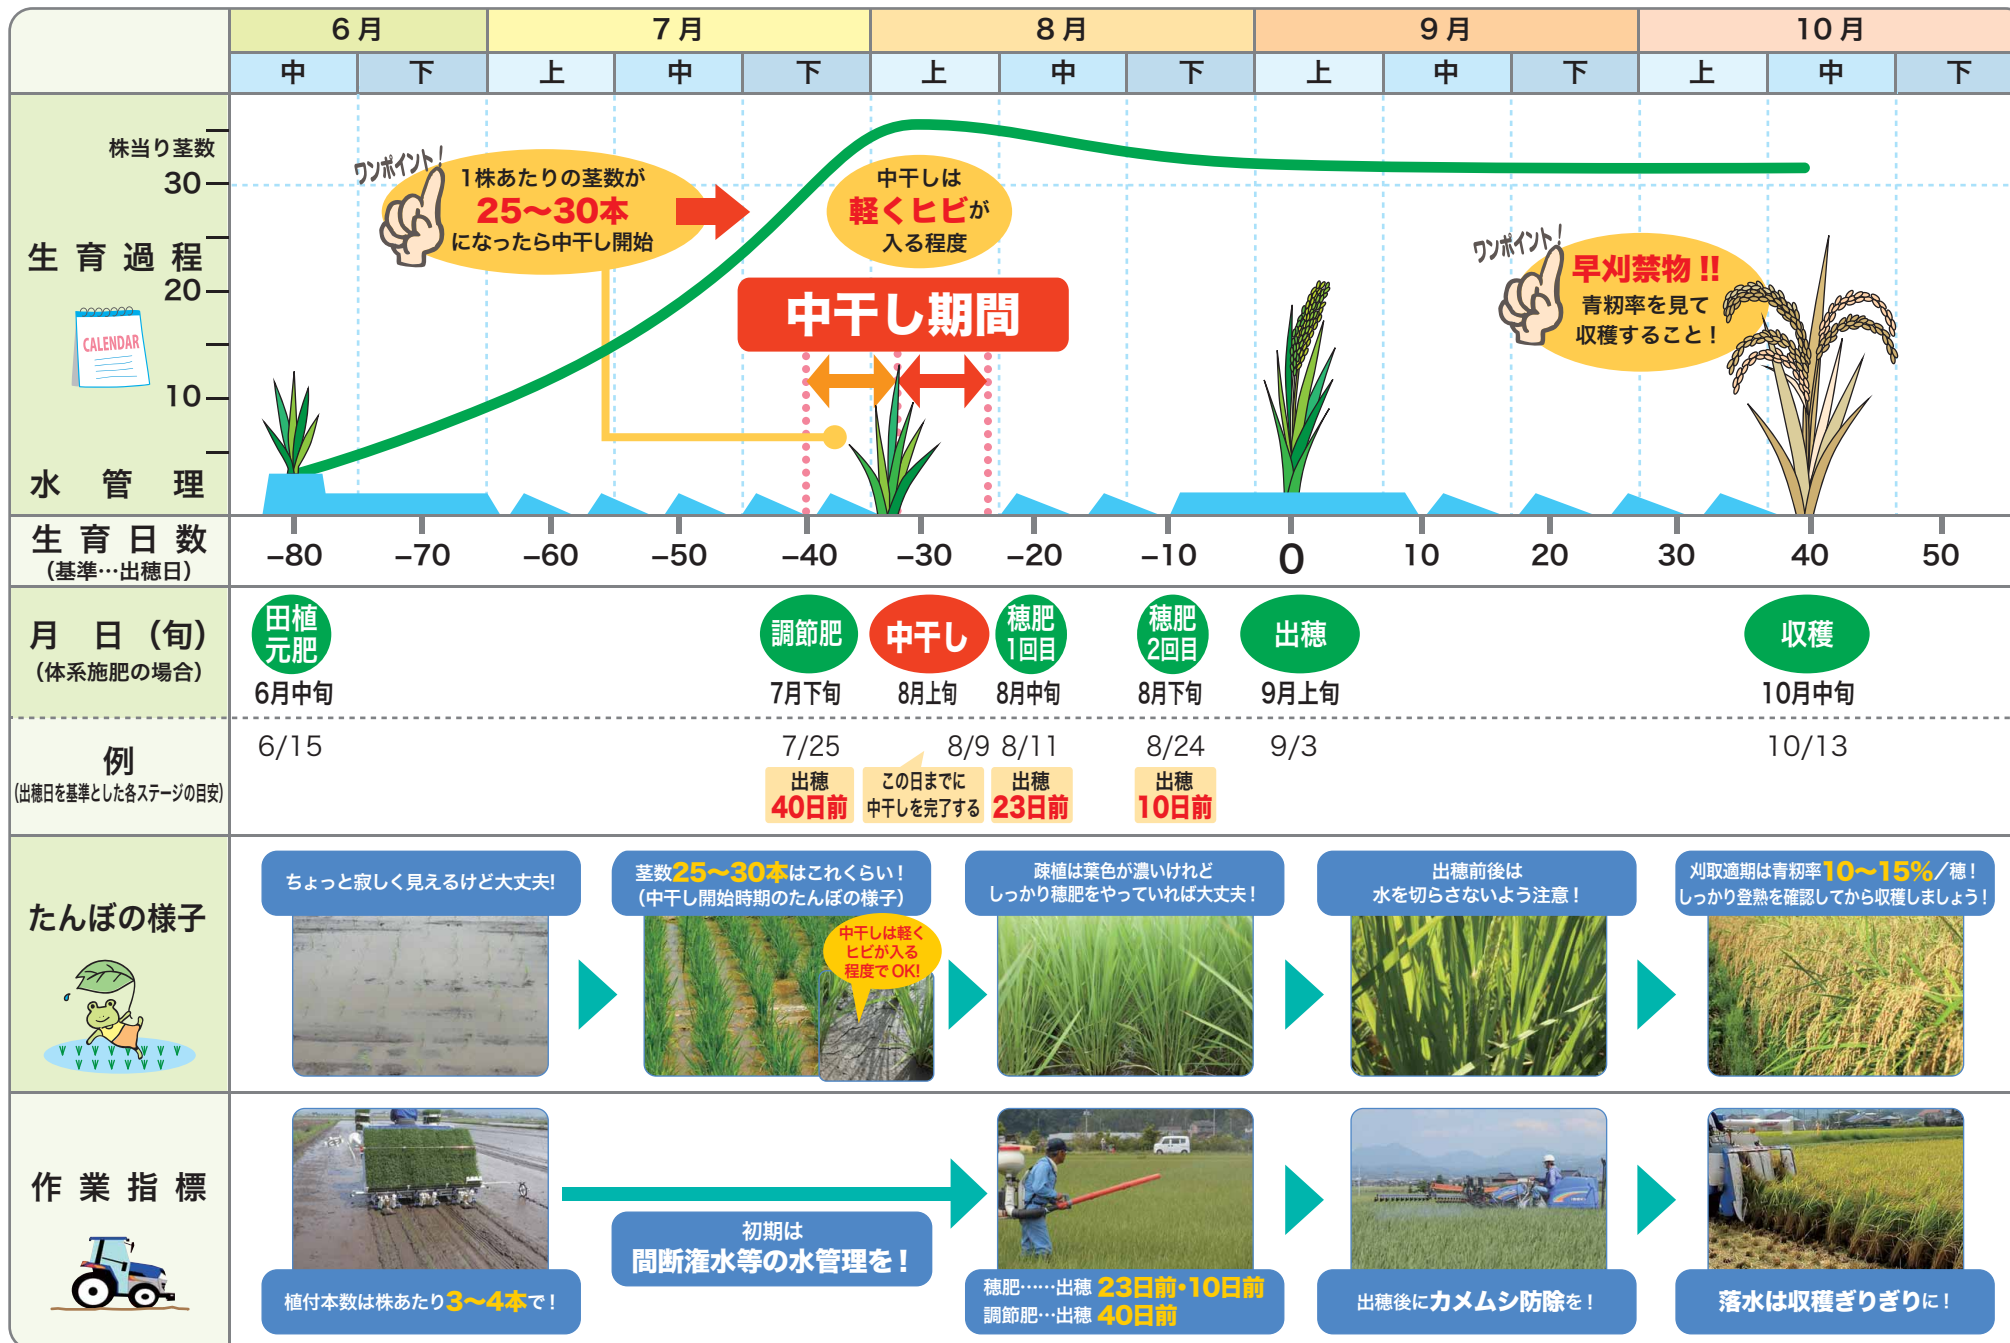 6月
7月
8月
9月
10月
中
下
上
中
下
上
中
下
上
中
下
上
中
下
株当り茎数
30
20
10
生育過程
CALENDAR
水管理
ワンポイント!
1株あたりの茎数が
25〜30本
になったら中干し開始
中干しは
軽くヒビが
入る程度
中干し期間
ワンポイント!
早刈禁物!!
青籾率を見て
収穫すること!
生育日数
(基準…出穂日)
–80
–70
–60
–50
–40
–30
–20
–10
0
10
20
30
40
50
月 日(旬)
(体系施肥の場合)
田植
元肥
6月中旬
調節肥
7月下旬
中干し
8月上旬
穂肥
1回目
8月中旬
穂肥
2回目
8月下旬
出穂
9月上旬
収穫
10月中旬
例
(出穂日を基準とした各ステージの目安)
6/15
7/25
出穂
40日前
8/9
この日までに
中干しを完了する
8/11
出穂
23日前
8/24
出穂
10日前
9/3
10/13
たんぼの様子
ちょっと寂しく見えるけど大丈夫!
茎数25〜30本はこれくらい!
(中干し開始時期のたんぼの様子)
中干しは軽く
ヒビが入る
程度でOK!
疎植は葉色が濃いけれど
しっかり穂肥をやっていれば大丈夫!
出穂前後は
水を切らさないよう注意!
刈取適期は青籾率10〜15%/穂!
しっかり登熟を確認してから収穫しましょう!
作業指標
植付本数は株あたり3〜4本で!
初期は
間断潅水等の水管理を!
穂肥……出穂 23日前・10日前
調節肥…出穂 40日前
出穂後にカメムシ防除を!
落水は収穫ぎりぎりに!